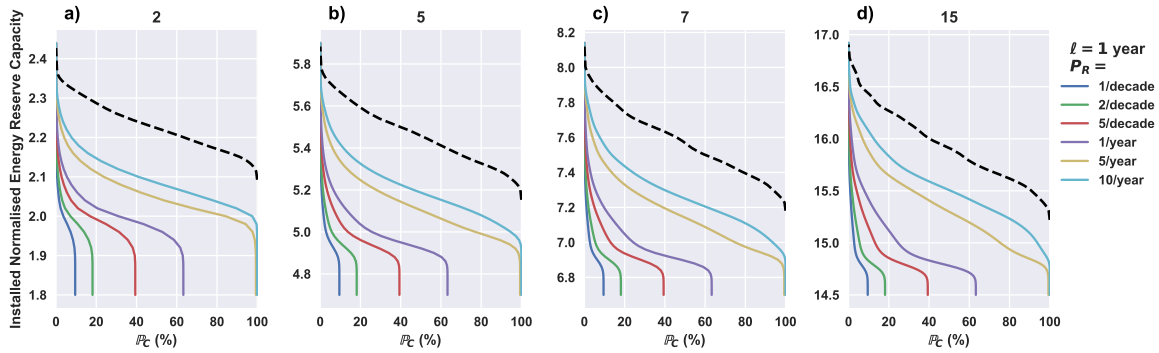 a) 2
b) 5
c) 7
d) 15
Installed Normalised Energy Reserve Capacity
2.4
2.3
2.2
2.1
2.0
1.9
1.8
0 20 40 60 80 100
ℙC (%)
5.8
5.6
5.4
5.2
5.0
4.8
0 20 40 60 80 100
ℙC (%)
8.2
8.0
7.8
7.6
7.4
7.2
7.0
6.8
0 20 40 60 80 100
ℙC (%)
17.0
16.5
16.0
15.5
15.0
14.5
0 20 40 60 80 100
ℙC (%)
ℓ = 1 year
PR =
1/decade
2/decade
5/decade
1/year
5/year
10/year